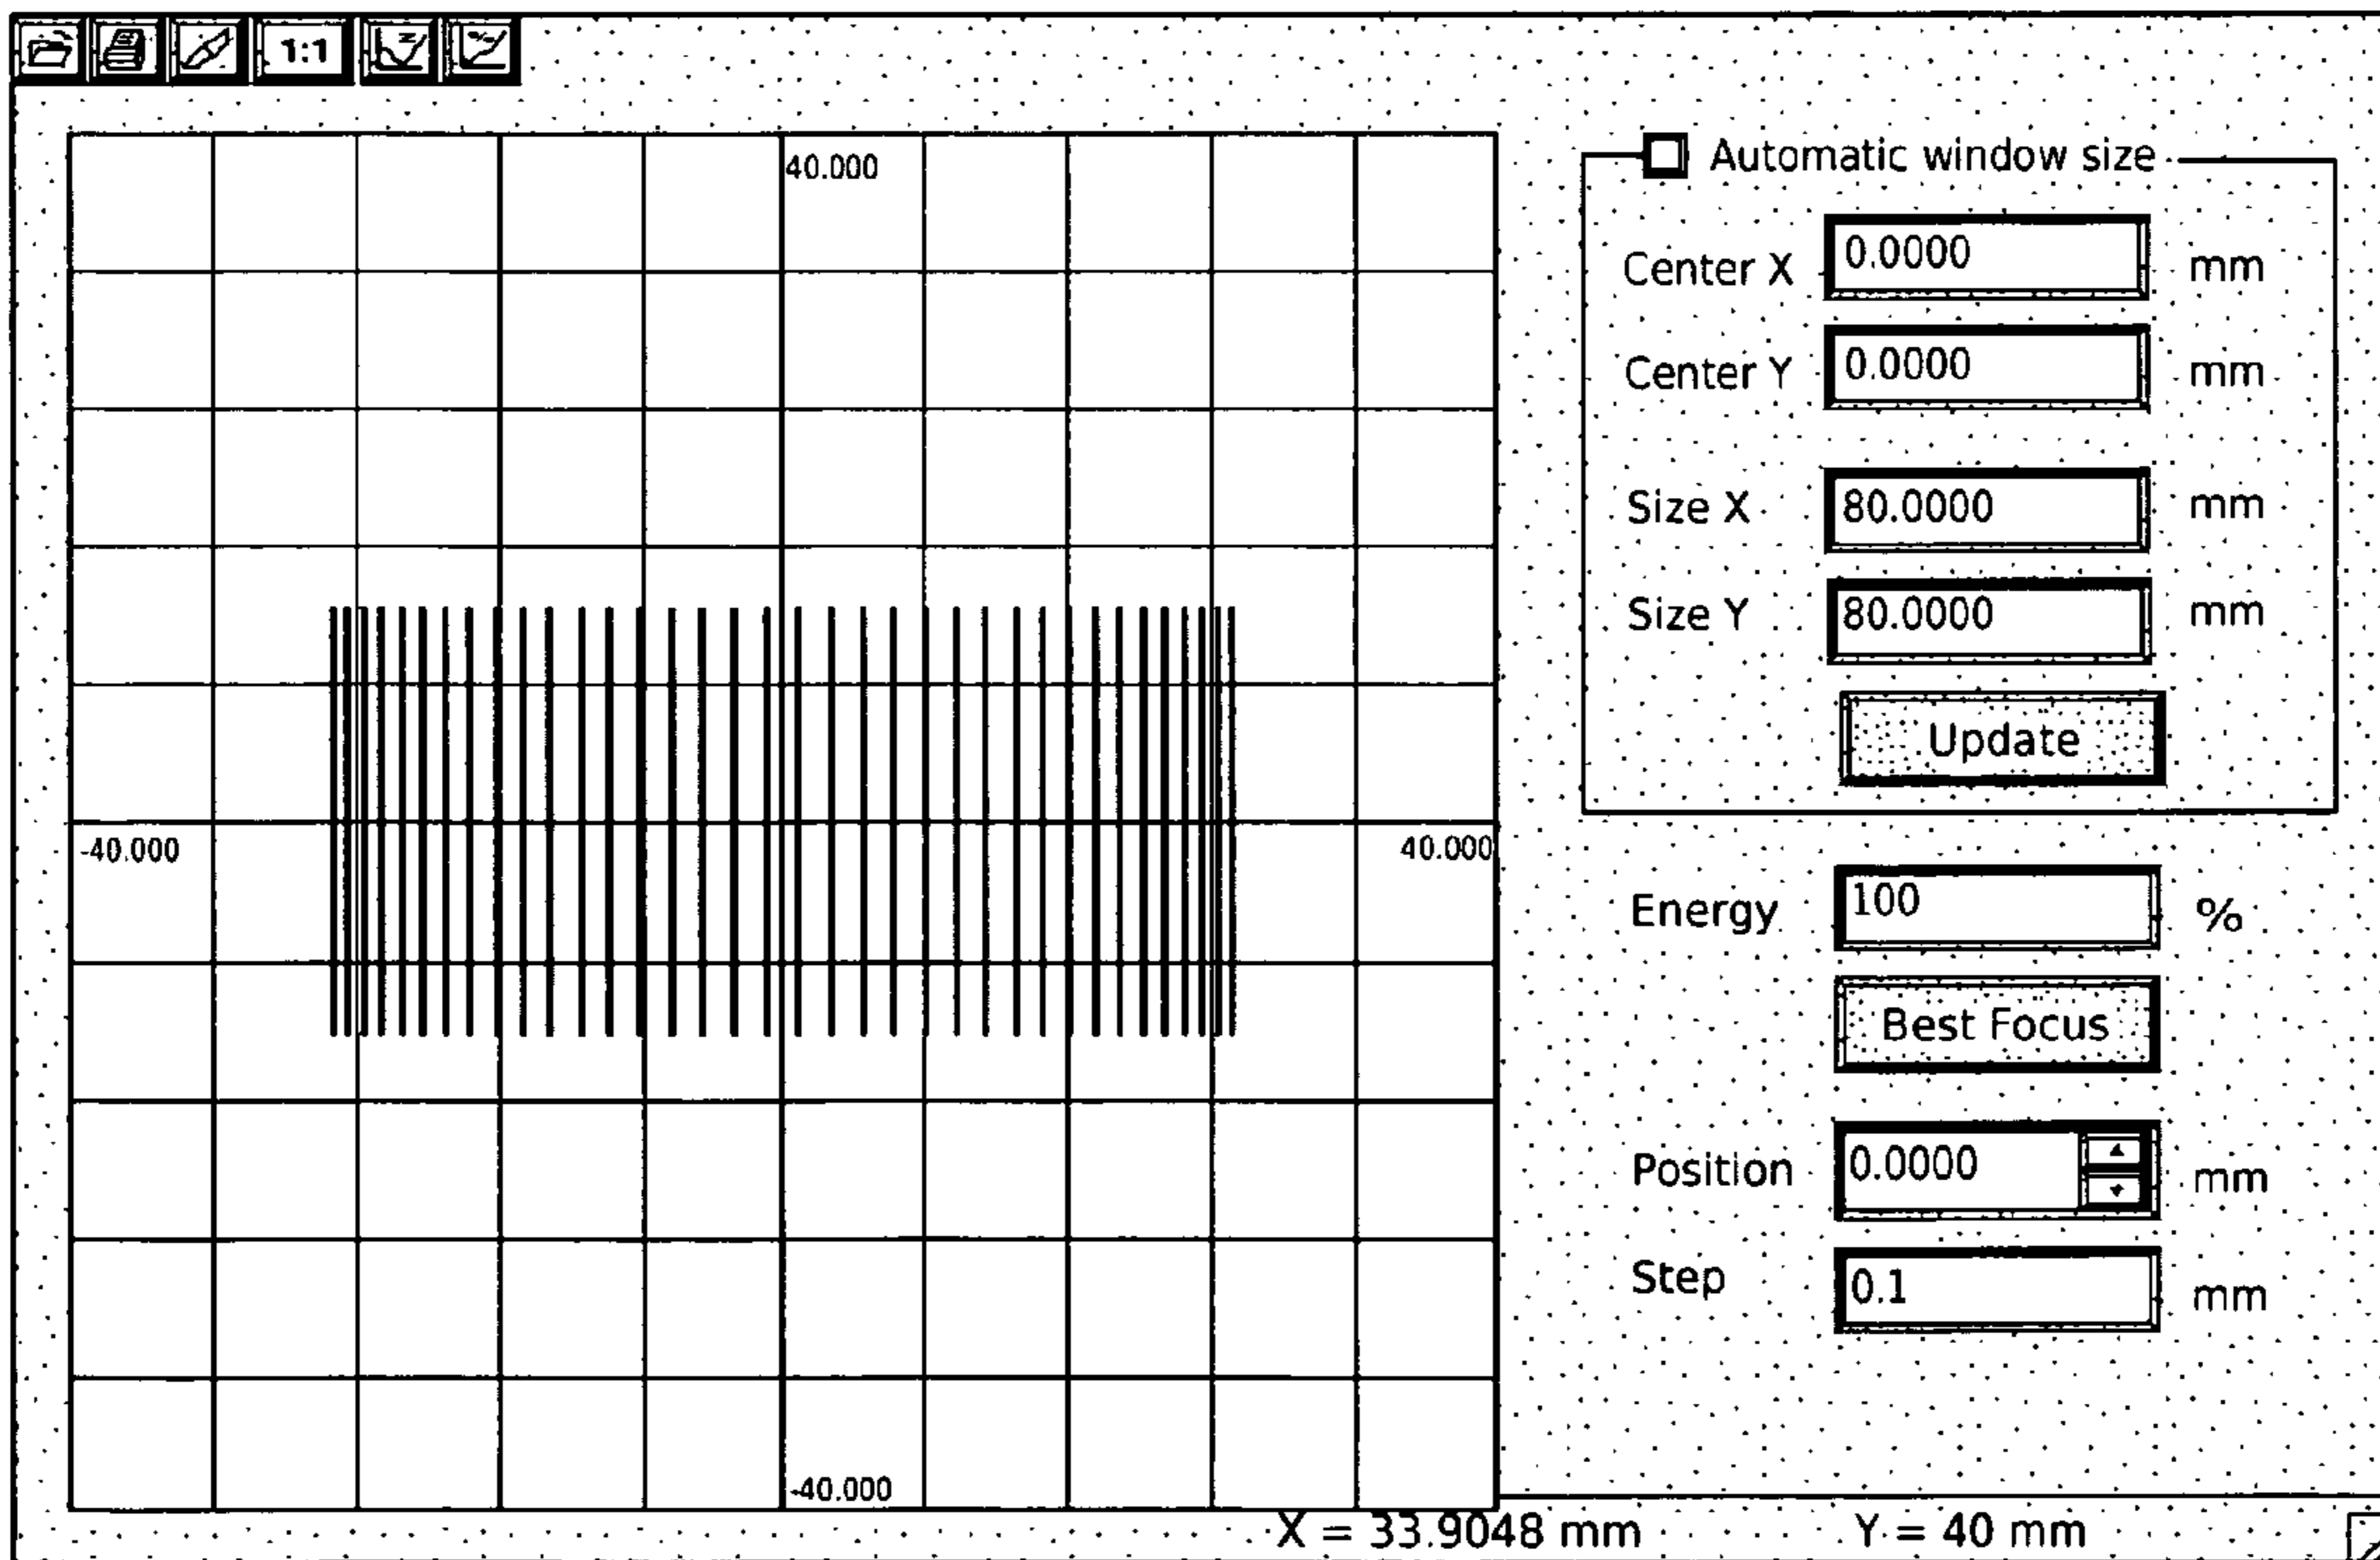 1:1
40.000
-40.000
40.000
-40.000
Automatic window size
Center X 0.0000 mm
Center Y 0.0000 mm
Size X 80.0000 mm
Size Y 80.0000 mm
Update
Energy 100 %
Best Focus
Position 0.0000 mm
Step 0.1 mm
X = 33.9048 mm Y = 40 mm